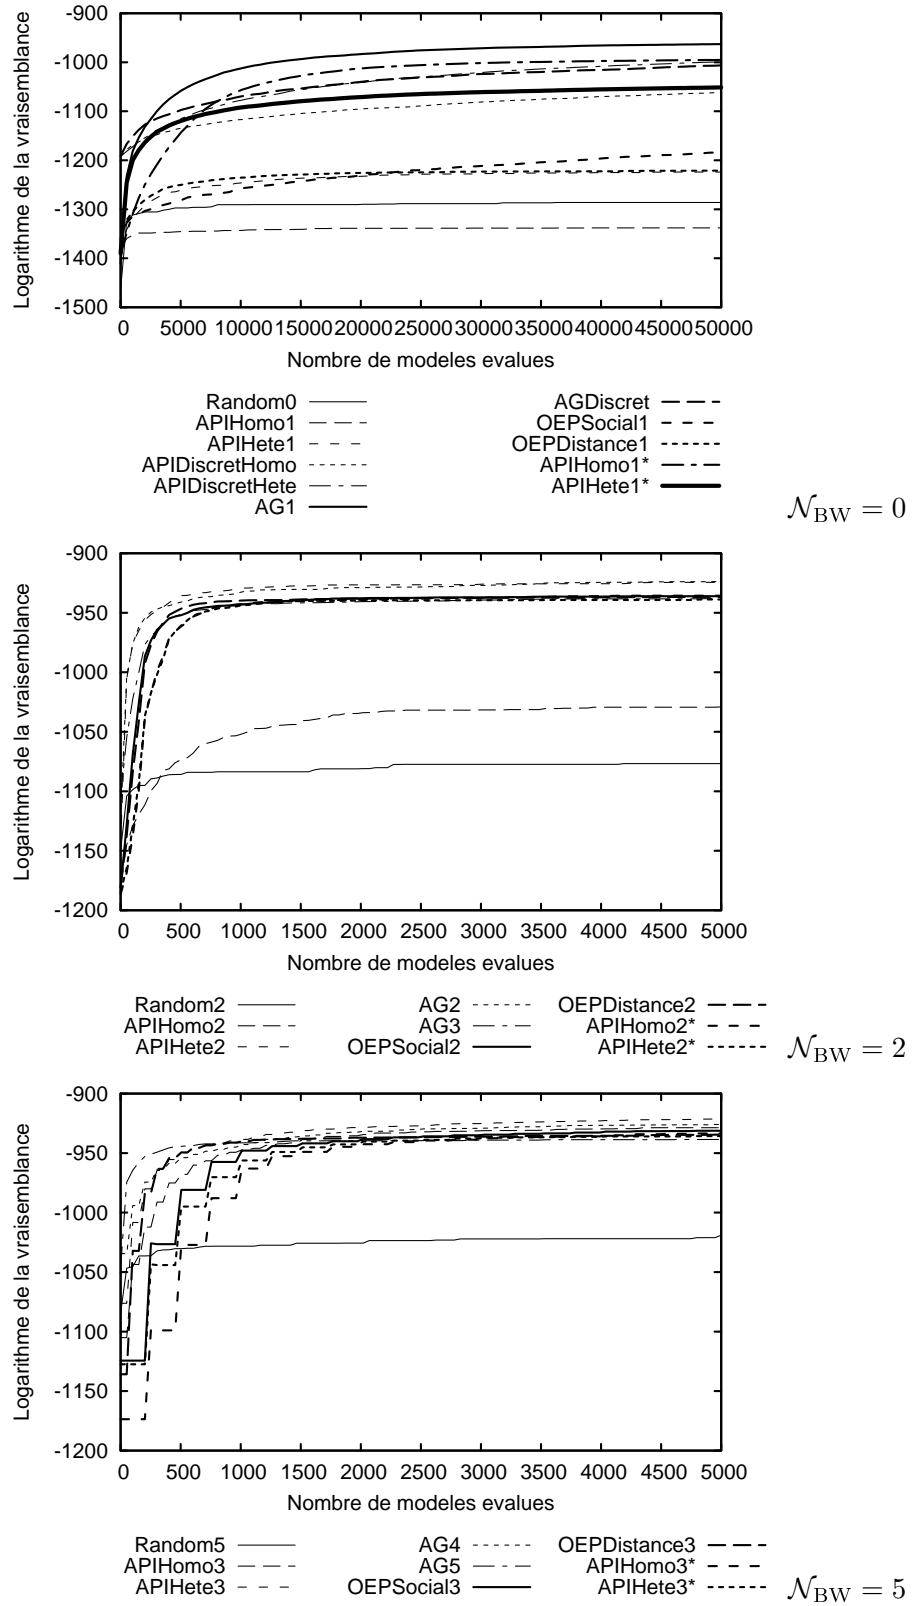 -900
-1000
-1100
-1200
-1300
-1400
-1500
Logarithme de la vraisemblance
0 5000 10000 15000 20000 25000 30000 35000 40000 45000 50000
Nombre de modeles evalues
Random0 AGDiscret
APIHomo1 OEPSocial1
APIHete1 OEPDistance1
APIDiscretHomo APIHomo1*
APIDiscretHete APIHete1*
AG1
𝒩BW = 0
-900
-950
-1000
-1050
-1100
-1150
-1200
Logarithme de la vraisemblance
0 500 1000 1500 2000 2500 3000 3500 4000 4500 5000
Nombre de modeles evalues
Random2 AG2 OEPDistance2
APIHomo2 AG3 APIHomo2*
APIHete2 OEPSocial2 APIHete2*
𝒩BW = 2
-900
-950
-1000
-1050
-1100
-1150
-1200
Logarithme de la vraisemblance
0 500 1000 1500 2000 2500 3000 3500 4000 4500 5000
Nombre de modeles evalues
Random5 AG4 OEPDistance3
APIHomo3 AG5 APIHomo3*
APIHete3 OEPSocial3 APIHete3*
𝒩BW = 5